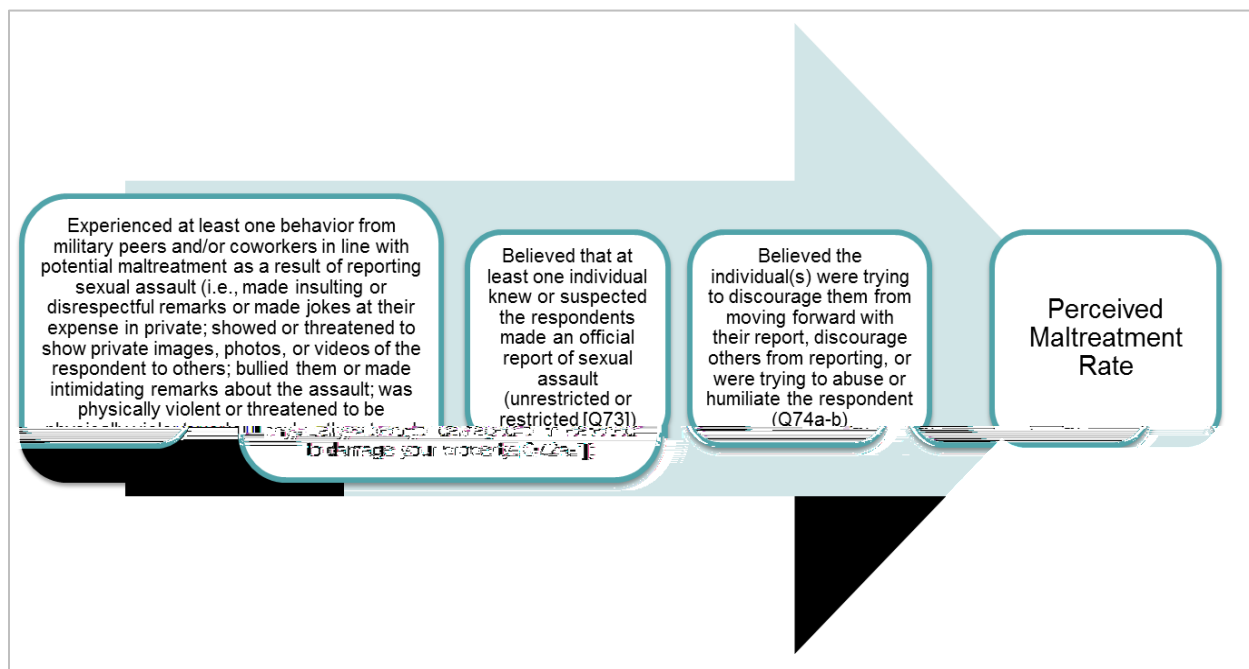 Experienced at least one behavior from
military peers and/or coworkers in line with
potential maltreatment as a result of reporting
sexual assault (i.e., made insulting or
disrespectful remarks or made jokes at their
expense in private; showed or threatened to
show private images, photos, or videos of the
respondent to others; bullied them or made
intimidating remarks about the assault; was
physically violent or threatened to be
to damage your property
Believed that at
least one individual
knew or suspected
the respondents
made an official
report of sexual
assault
(unrestricted or
restricted [Q73])
Believed the
individual(s) were trying
to discourage them from
moving forward with
their report, discourage
others from reporting, or
were trying to abuse or
humiliate the respondent
(Q74a-b)
Perceived
Maltreatment
Rate